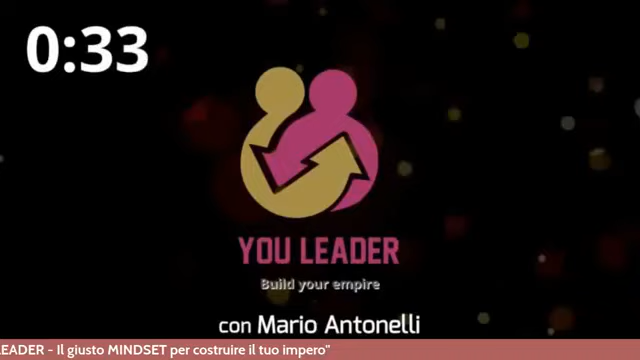 0:33
YOU LEADER
Build your empire
con Mario Antonelli
LEADER - Il giusto MINDSET per costruire il tuo impero"